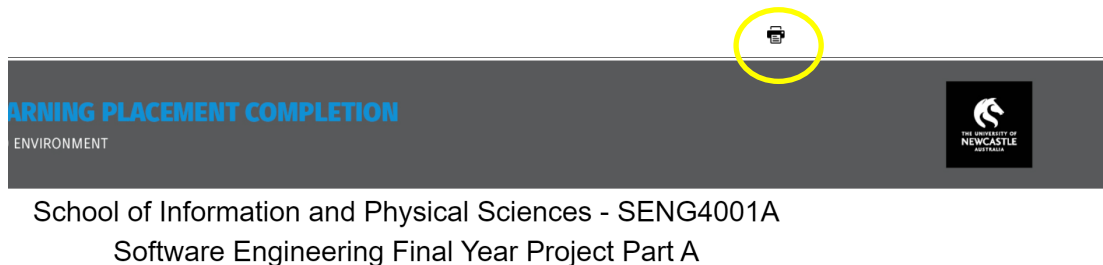 ARNING PLACEMENT COMPLETION
ENVIRONMENT
THE UNIVERSITY OF
NEWCASTLE
AUSTRALIA
School of Information and Physical Sciences - SENG4001A
Software Engineering Final Year Project Part A